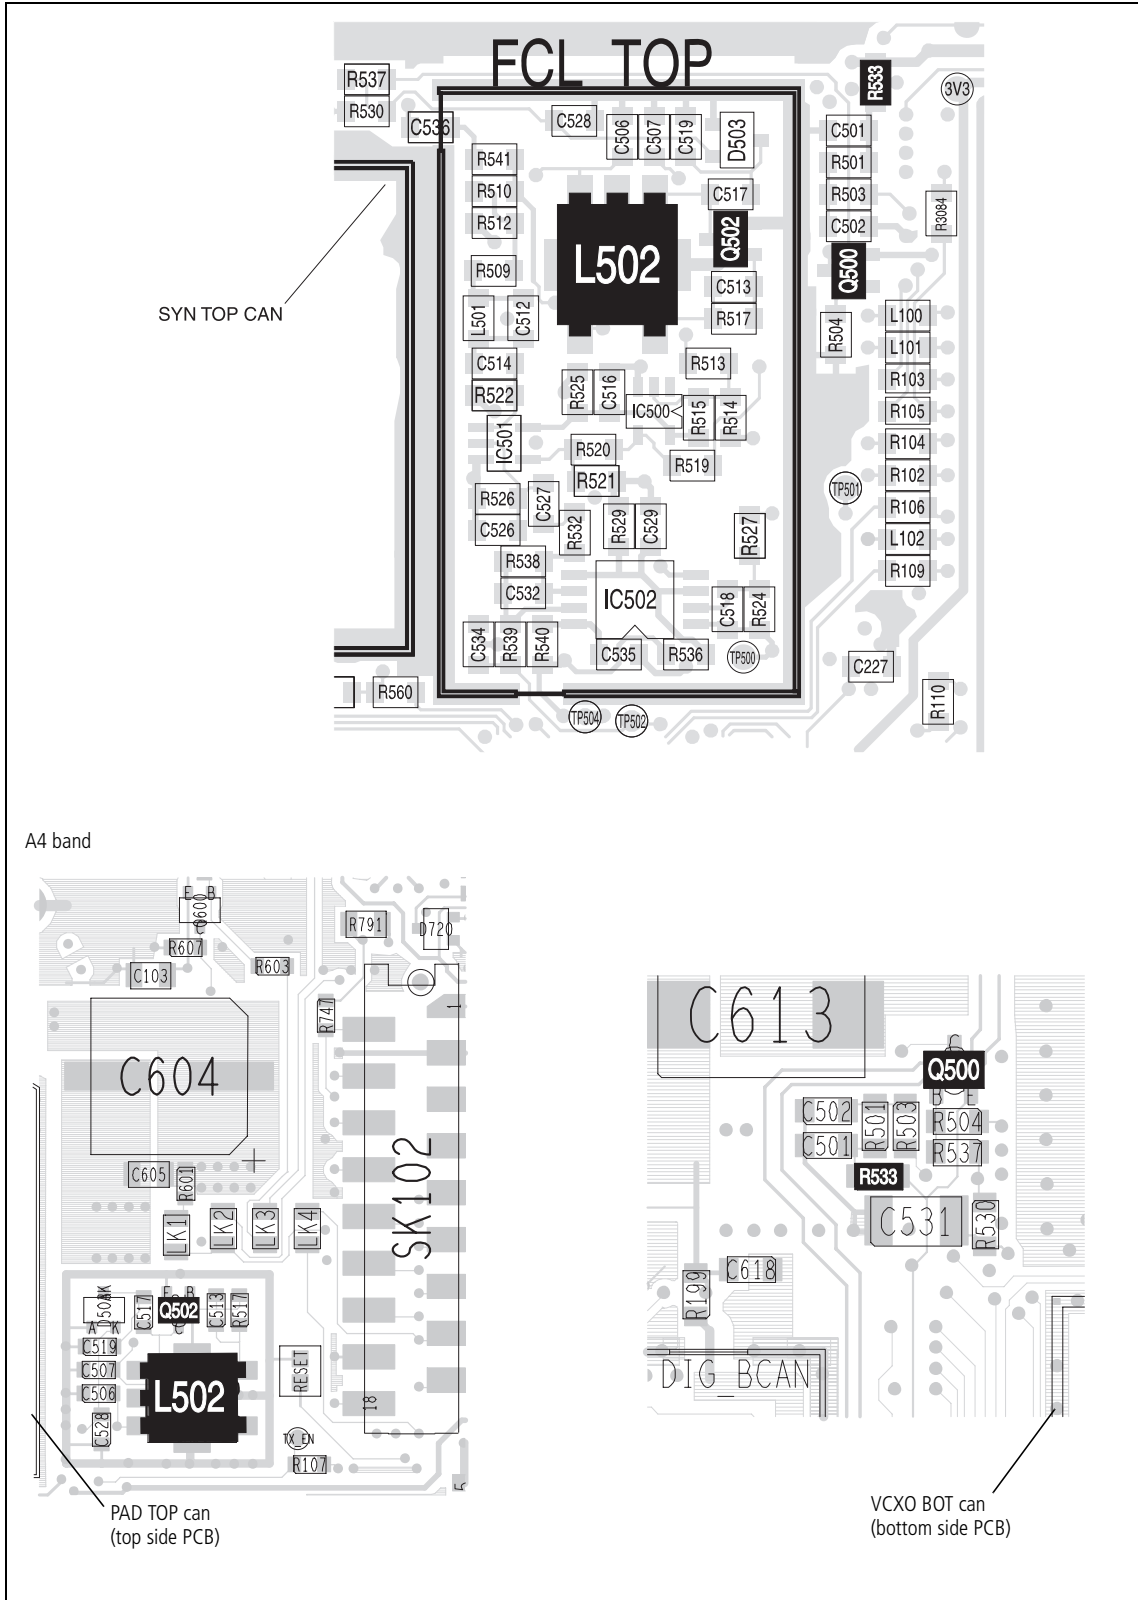 FCL TOP
R533
3V3
R537
R530
C536
C528
C506
C507
C519
D503
C501
R541
R501
R510
C517
R503
R3084
R512
C502
Q502
L502
Q500
R509
C513
SYN TOP CAN
L501
C512
R517
L100
R504
L101
C514
R513
R103
R522
R525
C516
IC500
R515
R514
R105
IC501
R520
R104
R519
R521
R102
TP501
R526
C527
R106
C526
R532
R529
C529
R527
L102
R538
R109
C532
IC502
C518
R524
C534
R539
R540
C535
R536
TP500
C227
R560
R110
TP504
TP502
A4 band
E B
Q600
C
R791
D720
R607
R603
C103
R747
1
C604
C605
R601
SK102
LK1
LK2
LK3
LK4
K
D503
A K
C517
E B
Q502
C
C513
R517
C519
C507
C506
C528
L502
RESET
18
TX_EN
R107
5
PAD TOP can
(top side PCB)
C613
C
Q500
B E
C502
R501
R503
R504
C501
R537
R533
C531
R530
C618
R199
DIG_BCAN
VCXO BOT can
(bottom side PCB)